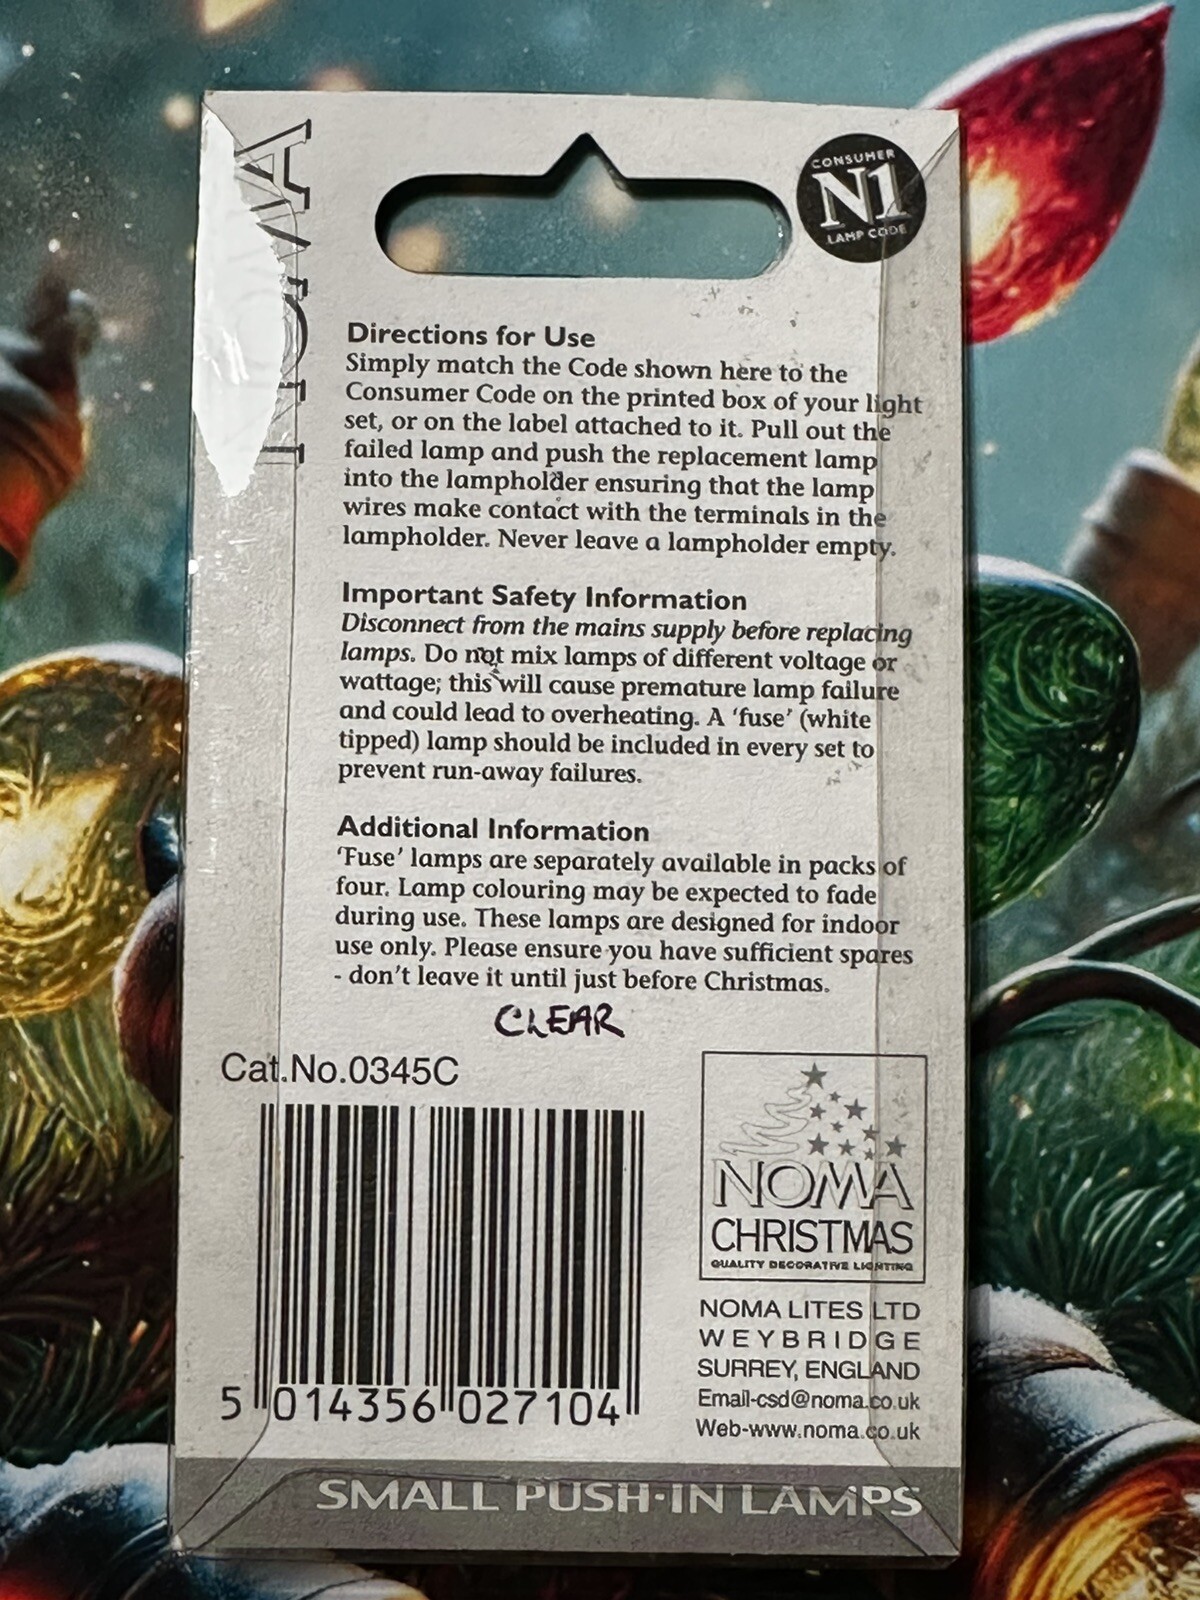 CONSUMER
N1
LAMP CODE
Directions for Use
Simply match the Code shown here to the
Consumer Code on the printed box of your light
set, or on the label attached to it. Pull out the
failed lamp and push the replacement lamp
into the lampholder ensuring that the lamp
wires make contact with the terminals in the
lampholder. Never leave a lampholder empty.
Important Safety Information
Disconnect from the mains supply before replacing
lamps. Do not mix lamps of different voltage or
wattage; this will cause premature lamp failure
and could lead to overheating. A 'fuse' (white
tipped) lamp should be included in every set to
prevent run-away failures.
Additional Information
'Fuse' lamps are separately available in packs of
four. Lamp colouring may be expected to fade
during use. These lamps are designed for indoor
use only. Please ensure you have sufficient spares
- don't leave it until just before Christmas.
CLEAR
Cat.No.0345C
5 014356 027104
NOMA
CHRISTMAS
QUALITY DECORATIVE LIGHTING
NOMA LITES LTD
WEYBRIDGE
SURREY, ENGLAND
Email-csd@noma.co.uk
Web-www.noma.co.uk
SMALL PUSH-IN LAMPS